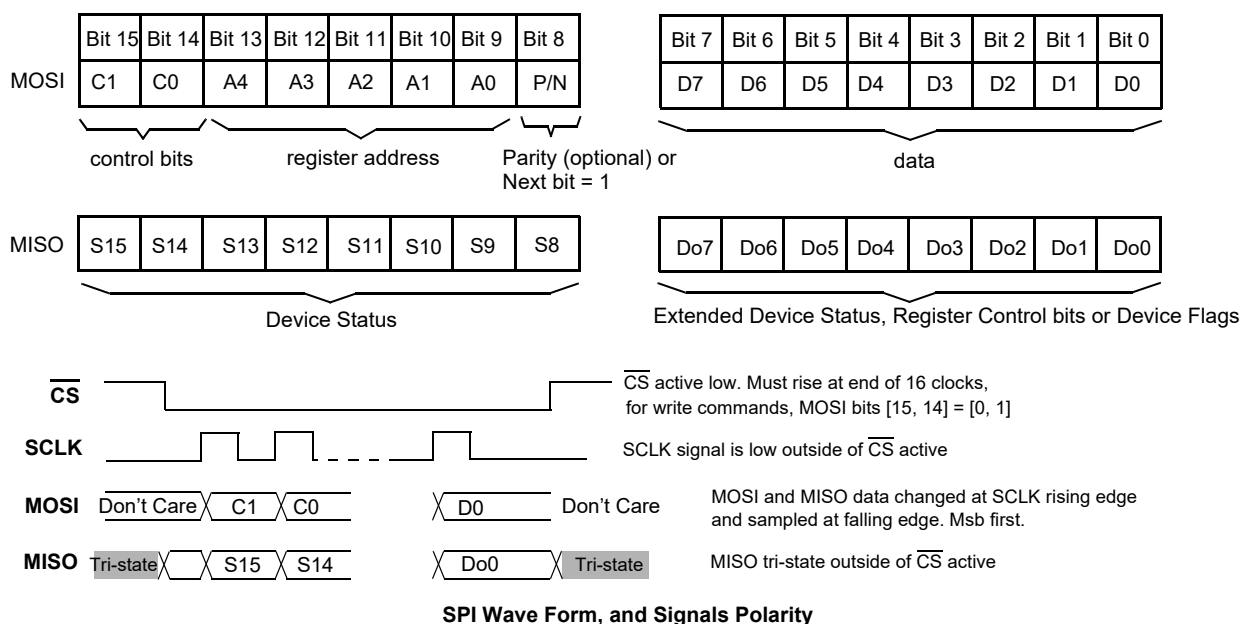 Bit 15 Bit 14 Bit 13 Bit 12 Bit 11 Bit 10 Bit 9 Bit 8 Bit 7 Bit 6 Bit 5 Bit 4 Bit 3 Bit 2 Bit 1 Bit 0
MOSI C1 C0 A4 A3 A2 A1 A0 P/N D7 D6 D5 D4 D3 D2 D1 D0
control bits register address Parity (optional) or data
Next bit = 1
MISO S15 S14 S13 S12 S11 S10 S9 S8 Do7 Do6 Do5 Do4 Do3 Do2 Do1 Do0
Device Status Extended Device Status, Register Control bits or Device Flags
CS CS active low. Must rise at end of 16 clocks,
for write commands, MOSI bits [15, 14] = [0, 1]
SCLK SCLK signal is low outside of CS active
MOSI Don't Care C1 C0 D0 Don't Care MOSI and MISO data changed at SCLK rising edge
and sampled at falling edge. Msb first.
MISO Tri-state S15 S14 Do0 Tri-state MISO tri-state outside of CS active
SPI Wave Form, and Signals Polarity